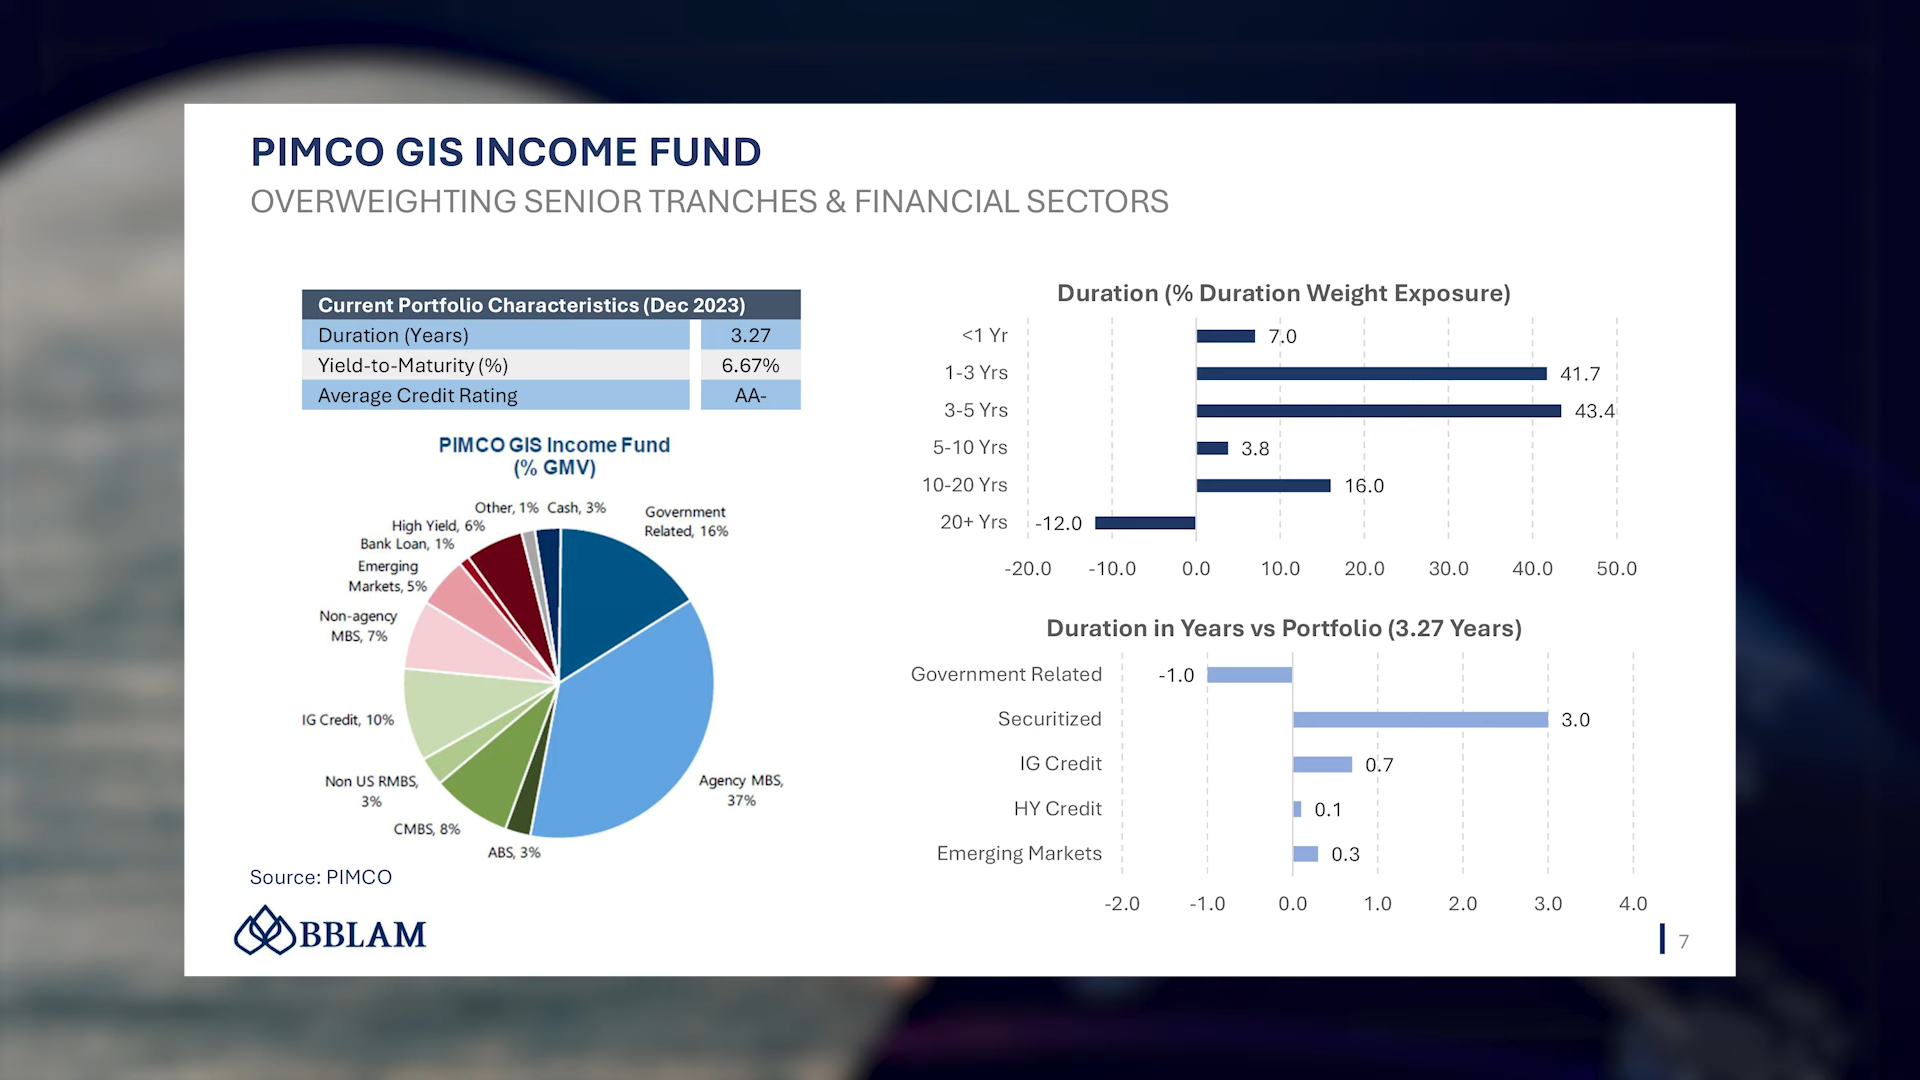 PIMCO GIS INCOME FUND
OVERWEIGHTING SENIOR TRANCHES & FINANCIAL SECTORS
Current Portfolio Characteristics (Dec 2023)
Duration (Years) 3.27
Yield-to-Maturity (%) 6.67%
Average Credit Rating AA-
PIMCO GIS Income Fund
(% GMV)
Other, 1% Cash, 3%
Government
Related, 16%
High Yield, 6%
Bank Loan, 1%
Emerging
Markets, 5%
Non-agency
MBS, 7%
IG Credit, 10%
Non US RMBS,
3%
Agency MBS,
37%
CMBS, 8%
ABS, 3%
Source: PIMCO
BBLAM
Duration (% Duration Weight Exposure)
<1 Yr 7.0
1-3 Yrs 41.7
3-5 Yrs 43.4
5-10 Yrs 3.8
10-20 Yrs 16.0
20+ Yrs -12.0
-20.0 -10.0 0.0 10.0 20.0 30.0 40.0 50.0
Duration in Years vs Portfolio (3.27 Years)
Government Related -1.0
Securitized 3.0
IG Credit 0.7
HY Credit 0.1
Emerging Markets 0.3
-2.0 -1.0 0.0 1.0 2.0 3.0 4.0
7